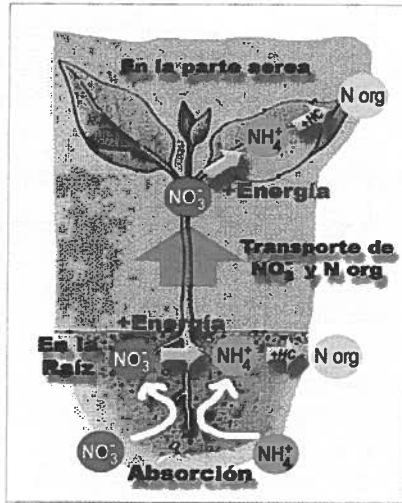 En la parte aerea
N org
+HC
NH₄⁺
+Energía
NO₃⁻
Transporte de
NO₃⁻ y N org
+Energía
En la
Raíz
NO₃⁻
NH₄⁺
+HC
N org
NO₃⁻
NH₄⁺
Absorción